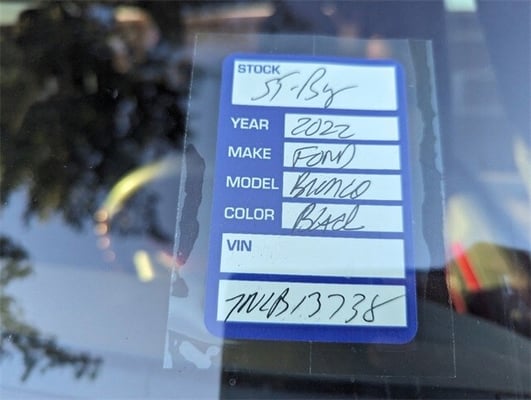 STOCK
YEAR 2022
MAKE FORD
MODEL BRONCO
COLOR Black
VIN
NLB13738